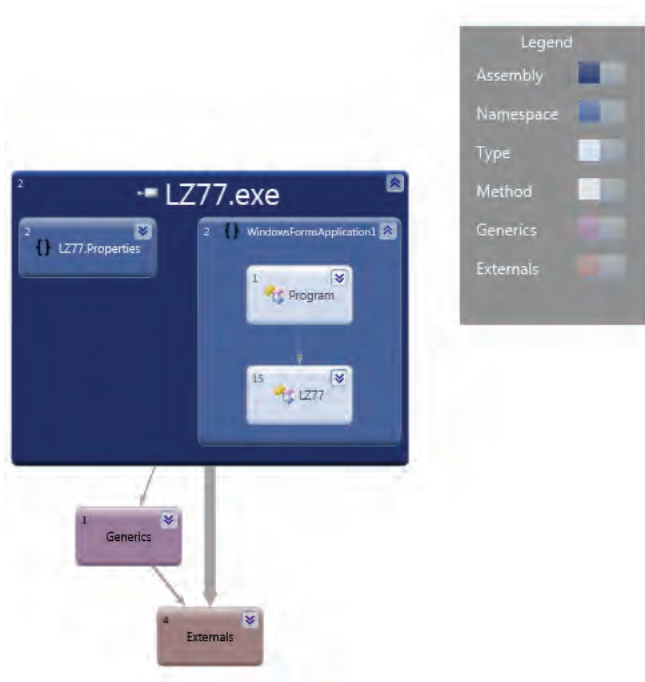 Legend
Assembly
Namespace
Type
Method
Generics
Externals
2
LZ77.exe
2
{ } LZ77.Properties
2 { } WindowsFormsApplication1
1
Program
15
LZ77
1
Generics
4
Externals